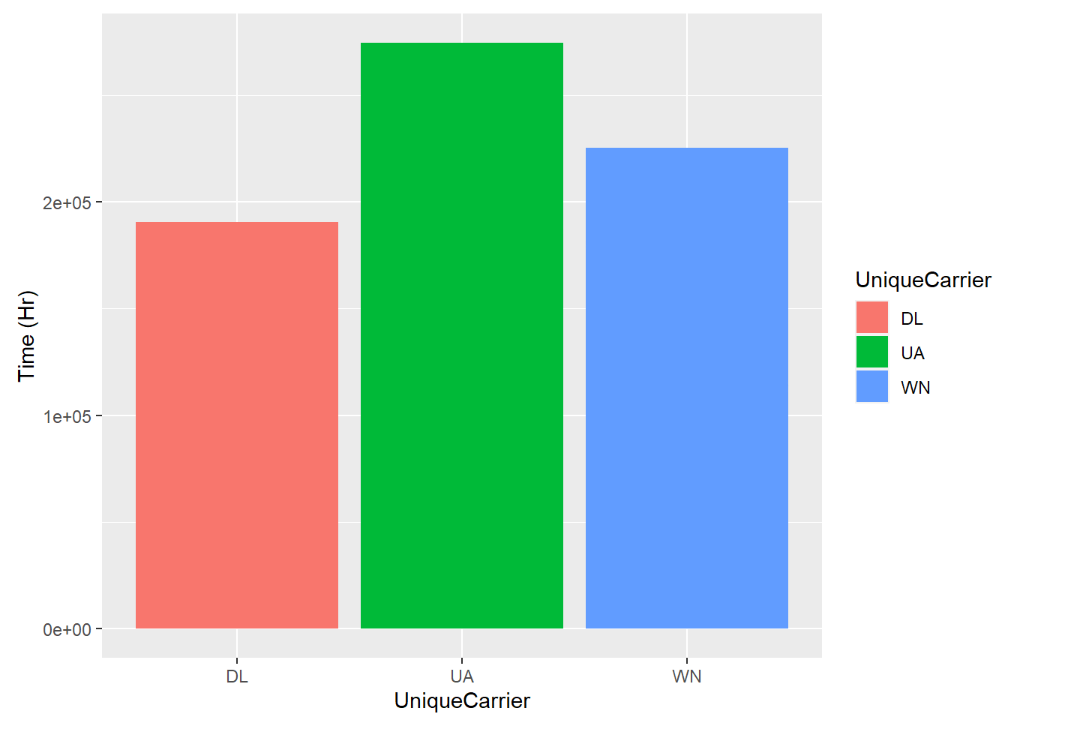 2e+05
1e+05
0e+00
Time (Hr)
DL
UA
WN
UniqueCarrier
UniqueCarrier
DL
UA
WN